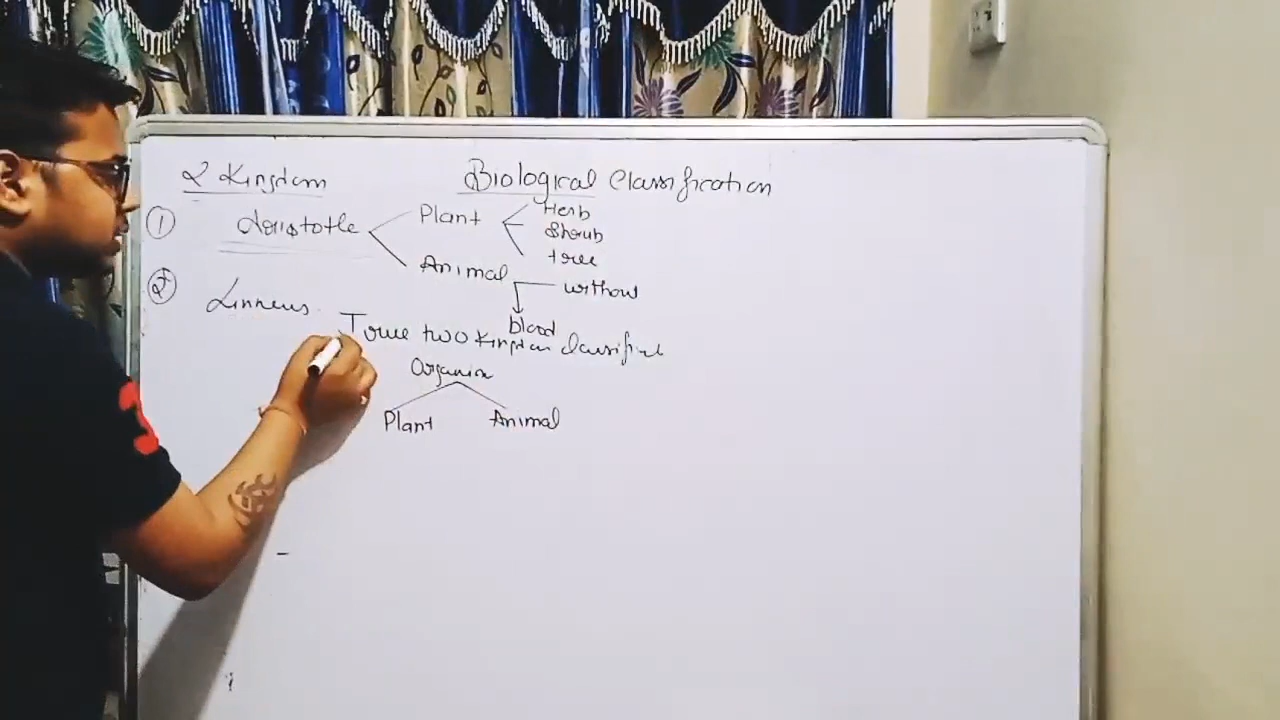 2 Kingdom
Biological Classification
1 Aristotle
Plant
Herb
Shrub
tree
Animal
without
blood
2 Linneus
True two Kingdom classified
Organism
Plant Animal